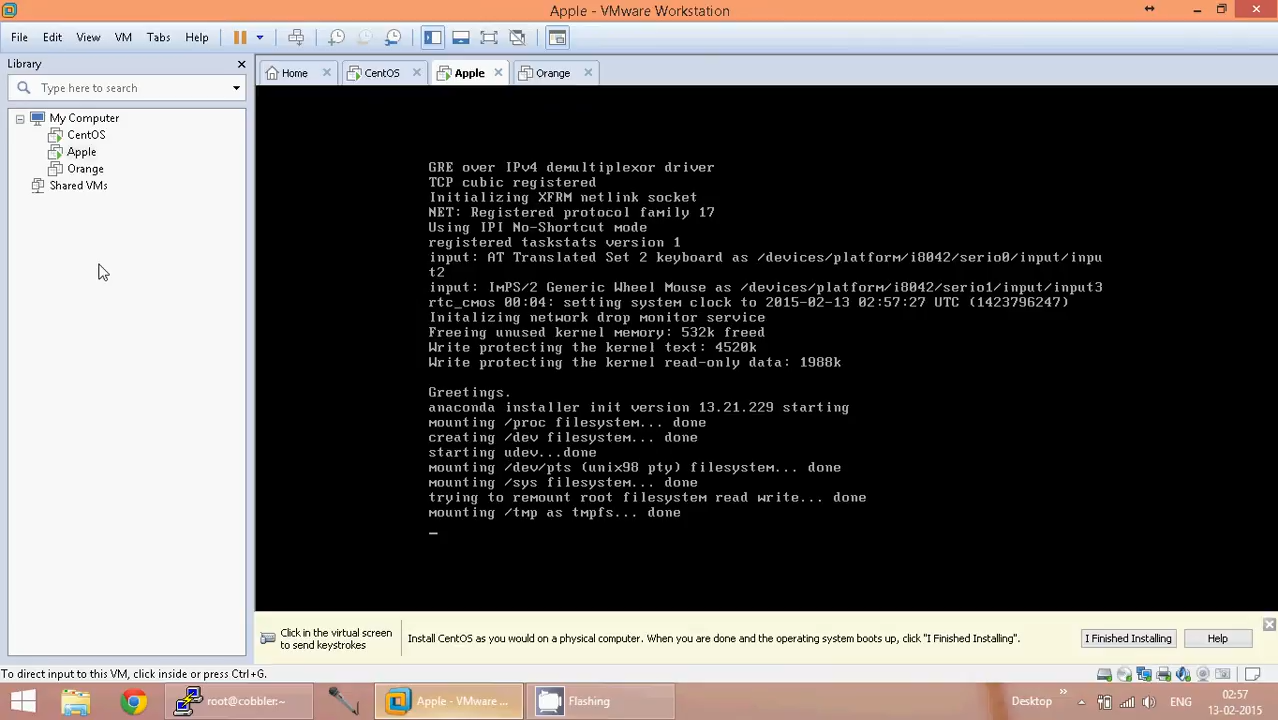 Apple - VMware Workstation
File Edit View VM Tabs Help
Library
Type here to search
My Computer
CentOS
Apple
Orange
Shared VMs
Home CentOS Apple Orange
GRE over IPv4 demultiplexor driver
TCP cubic registered
Initializing XFRM netlink socket
NET: Registered protocol family 17
Using IPI No-Shortcut mode
registered taskstats version 1
input: AT Translated Set 2 keyboard as /devices/platform/i8042/serio0/input/inpu
t2
input: ImPS/2 Generic Wheel Mouse as /devices/platform/i8042/serio1/input/input3
rtc_cmos 00:04: setting system clock to 2015-02-13 02:57:27 UTC (1423796247)
Initalizing network drop monitor service
Freeing unused kernel memory: 532k freed
Write protecting the kernel text: 4520k
Write protecting the kernel read-only data: 1988k
Greetings.
anaconda installer init version 13.21.229 starting
mounting /proc filesystem... done
creating /dev filesystem... done
starting udev...done
mounting /dev/pts (unix98 pty) filesystem... done
mounting /sys filesystem... done
trying to remount root filesystem read write... done
mounting /tmp as tmpfs... done
_
Click in the virtual screen
to send keystrokes
Install CentOS as you would on a physical computer. When you are done and the operating system boots up, click "I Finished Installing".
I Finished Installing
Help
To direct input to this VM, click inside or press Ctrl+G.
root@cobbler:~
Apple - VMware W...
Flashing
Desktop
ENG
02:57
13-02-2015